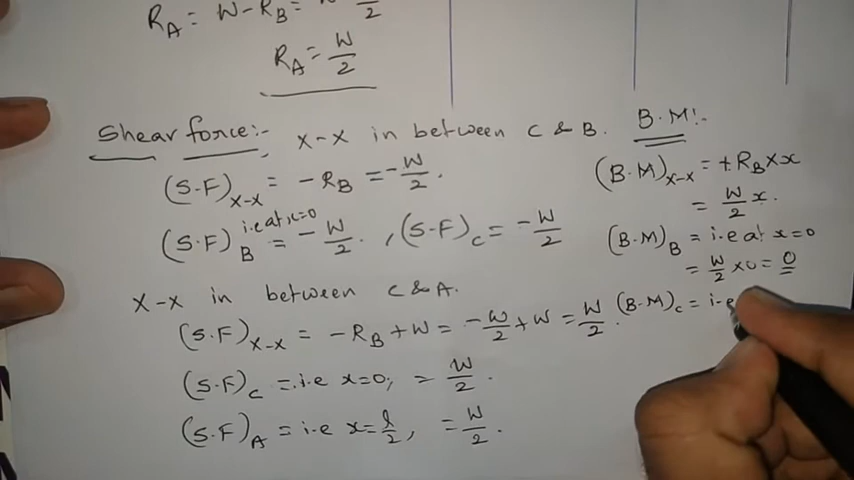 R_A = W - R_B =
2
R_A = W/2
Shear force:- X-X in between C & B.
(S.F)_X-X = -R_B = -W/2.
(S.F)_B i.e at x=0 = -W/2. , (S.F)_C = -W/2
X-X in between C & A.
(S.F)_X-X = -R_B + W = -W/2 + W = W/2.
(S.F)_C = i.e x=0, = W/2.
(S.F)_A = i.e x = l/2, = W/2.
B.M:-
(B.M)_X-X = +R_B × x
= W/2 x.
(B.M)_B = i.e at x=0
= W/2 × 0 = 0
(B.M)_C = i.e